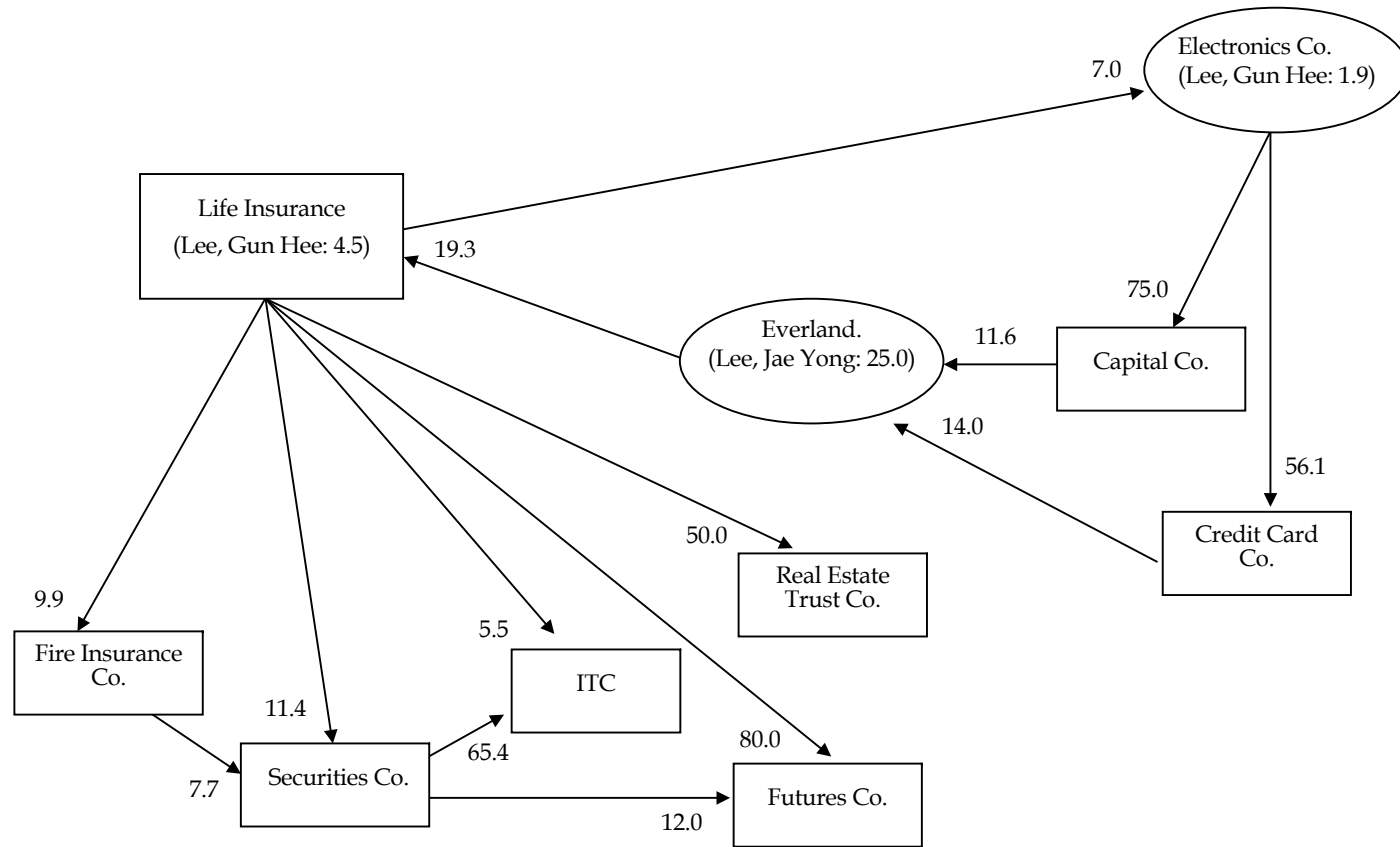 Electronics Co.
(Lee, Gun Hee: 1.9)
7.0
Life Insurance
(Lee, Gun Hee: 4.5)
19.3
75.0
Everland.
(Lee, Jae Yong: 25.0)
11.6
Capital Co.
14.0
56.1
50.0
Credit Card
Co.
Real Estate
Trust Co.
9.9
5.5
Fire Insurance
Co.
ITC
11.4
65.4
80.0
7.7
Securities Co.
12.0
Futures Co.